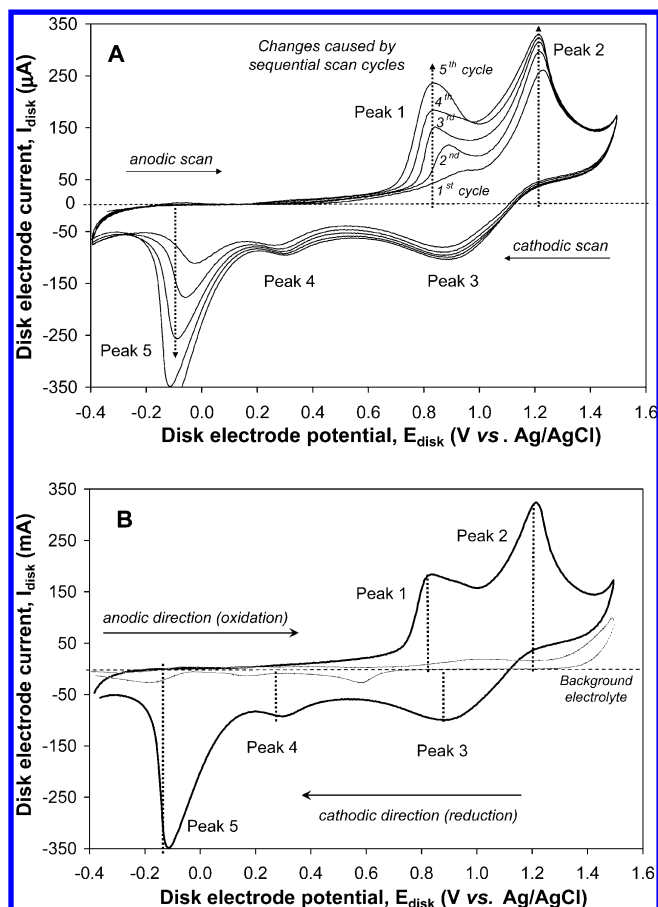 A
Changes caused by
sequential scan cycles
Peak 1
Peak 2
5th cycle
4th
3rd
2nd
1st cycle
anodic scan
cathodic scan
Peak 3
Peak 4
Peak 5
350
250
150
50
0
-50
-150
-250
-350
Disk electrode current, Idisk (μA)
-0.4 -0.2 0.0 0.2 0.4 0.6 0.8 1.0 1.2 1.4 1.6
Disk electrode potential, Edisk (V vs. Ag/AgCl)
B
Peak 2
Peak 1
anodic direction (oxidation)
Background
electrolyte
Peak 4
Peak 3
Peak 5
cathodic direction (reduction)
350
250
150
50
-50
-150
-250
-350
Disk electrode current, Idisk (mA)
-0.4 -0.2 0.0 0.2 0.4 0.6 0.8 1.0 1.2 1.4 1.6
Disk electrode potential, Edisk (V vs. Ag/AgCl)